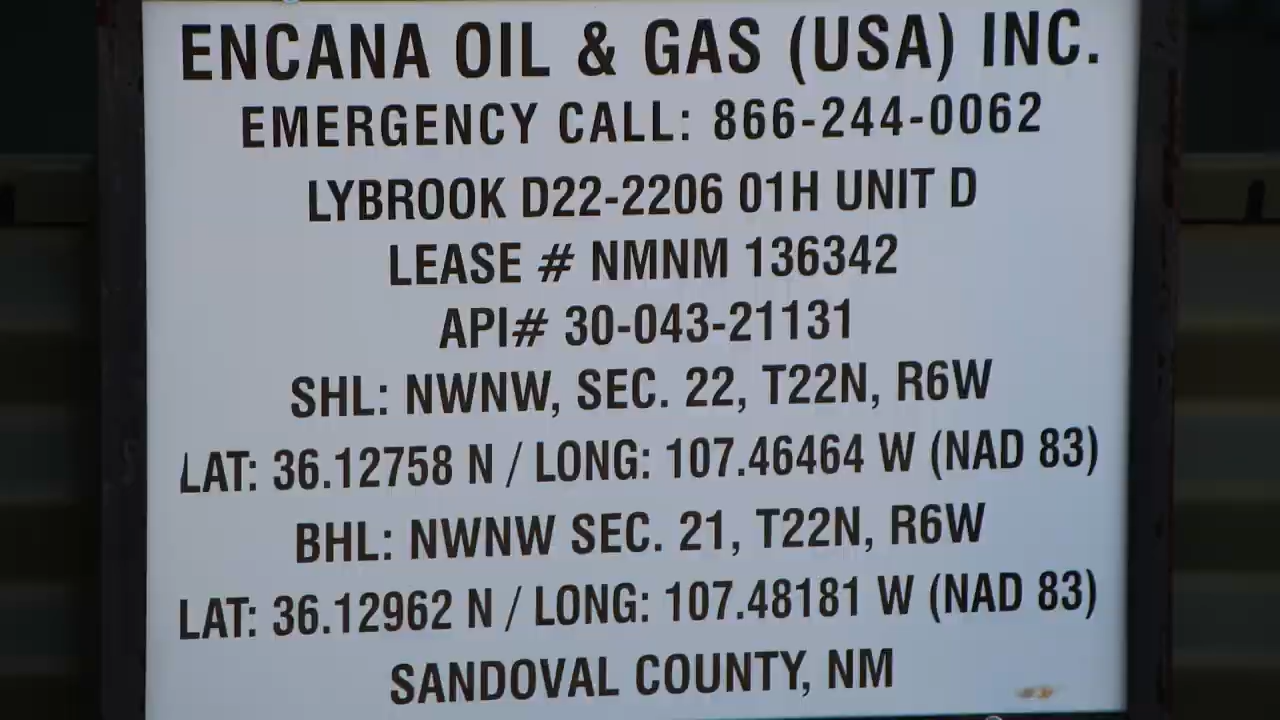 ENCANA OIL & GAS (USA) INC.
EMERGENCY CALL: 866-244-0062
LYBROOK D22-2206 01H UNIT D
LEASE # NMNM 136342
API# 30-043-21131
SHL: NWNW, SEC. 22, T22N, R6W
LAT: 36.12758 N / LONG: 107.46464 W (NAD 83)
BHL: NWNW SEC. 21, T22N, R6W
LAT: 36.12962 N / LONG: 107.48181 W (NAD 83)
SANDOVAL COUNTY, NM